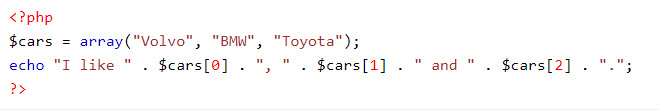 <?php
$cars = array("Volvo", "BMW", "Toyota");
echo "I like " . $cars[0] . ", " . $cars[1] . " and " . $cars[2] . ".";
?>